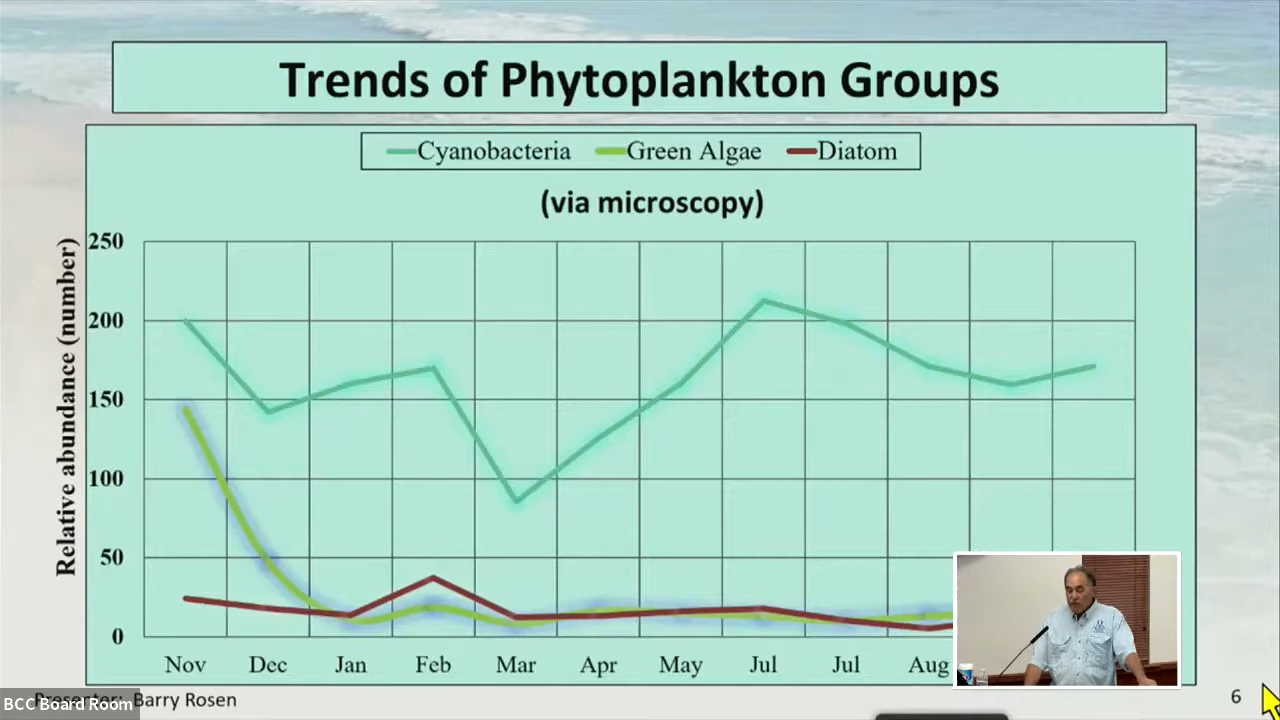 Trends of Phytoplankton Groups
Cyanobacteria Green Algae Diatom
(via microscopy)
Relative abundance (number)
250
200
150
100
50
0
Nov Dec Jan Feb Mar Apr May Jul Jul Aug
Presenter: Barry Rosen
BCC Board Room
6